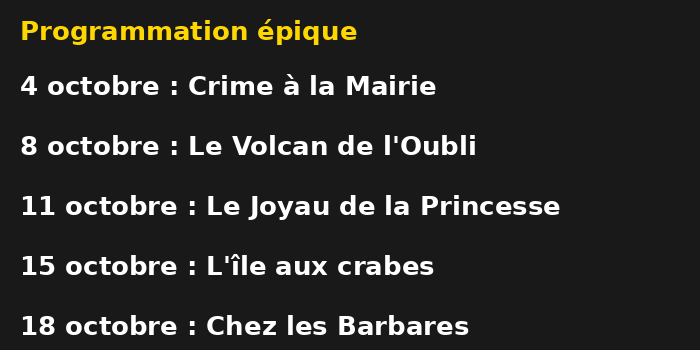 Programmation épique
4 octobre : Crime à la Mairie
8 octobre : Le Volcan de l'Oubli
11 octobre : Le Joyau de la Princesse
15 octobre : L'île aux crabes
18 octobre : Chez les Barbares